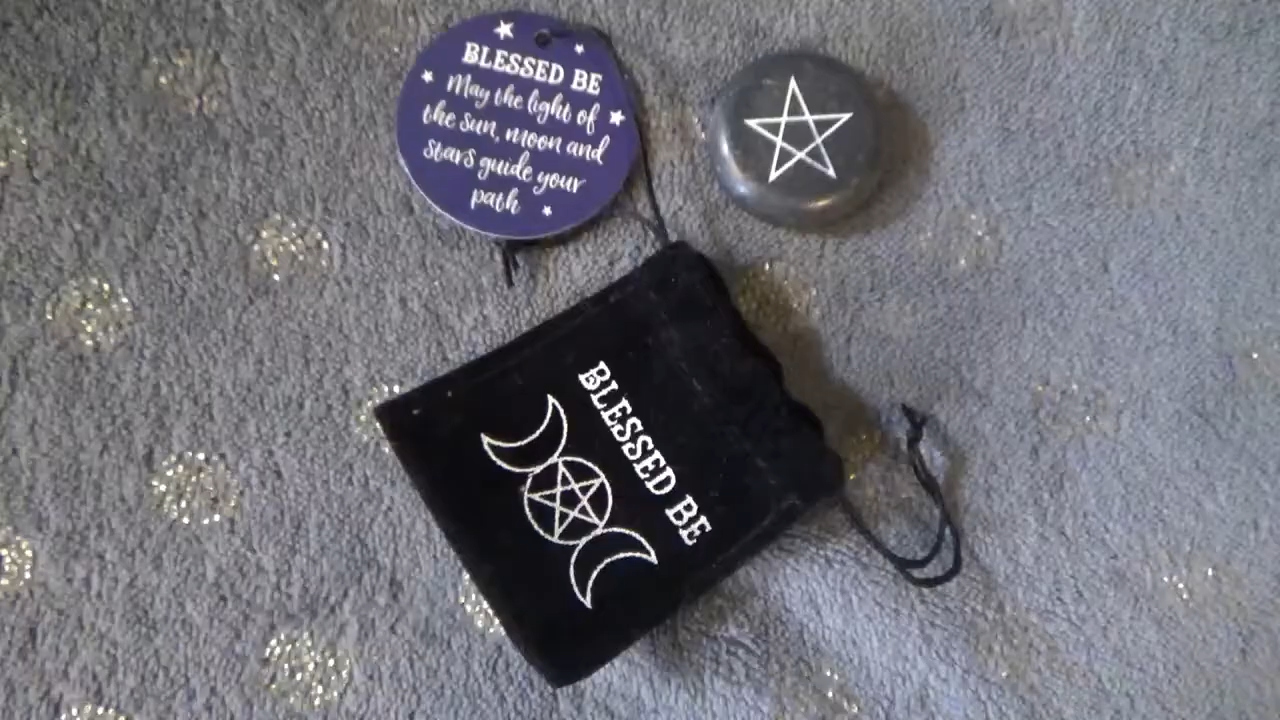 BLESSED BE
May the light of
the sun, moon and
stars guide your
path
BLESSED BE